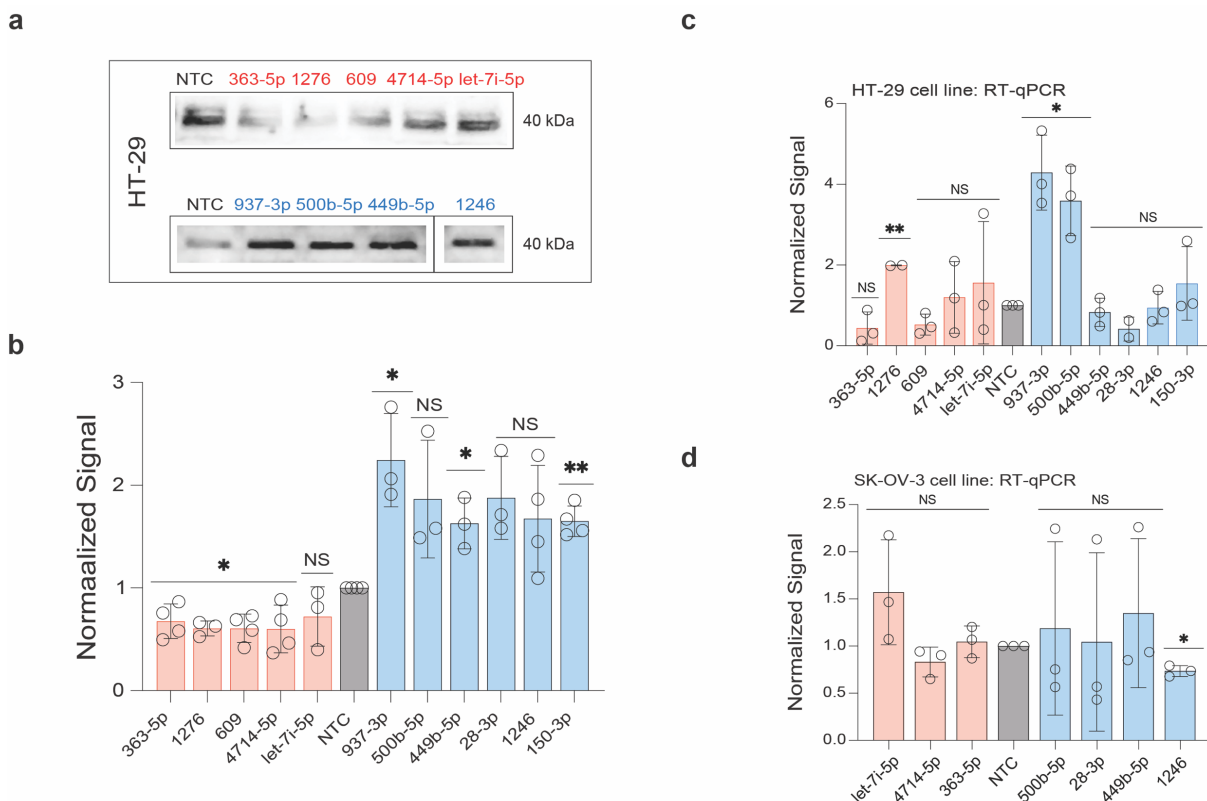 a
HT-29
NTC 363-5p 1276 609 4714-5p let-7i-5p
40 kDa
NTC 937-3p 500b-5p 449b-5p 1246
40 kDa
b
Normaalized Signal
3
2
1
0
* NS * NS * NS **
363-5p 1276 609 4714-5p let-7i-5p NTC 937-3p 500b-5p 449b-5p 28-3p 1246 150-3p
c
HT-29 cell line: RT-qPCR
Normalized Signal
6
4
2
0
NS ** NS * NS
363-5p 1276 609 4714-5p let-7i-5p NTC 937-3p 500b-5p 449b-5p 28-3p 1246 150-3p
d
SK-OV-3 cell line: RT-qPCR
Normalized Signal
2.5
2.0
1.5
1.0
0.5
0.0
NS NS *
let-7i-5p 4714-5p 363-5p NTC 500b-5p 28-3p 449b-5p 1246